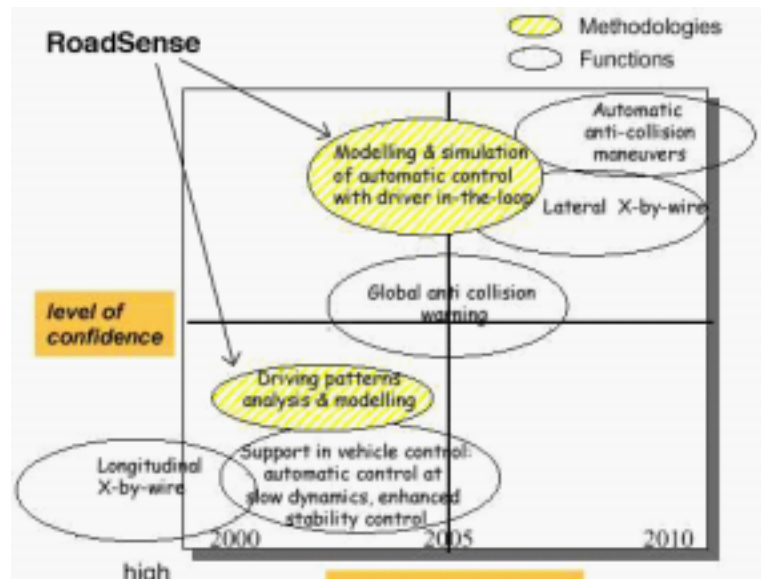 RoadSense
Methodologies
Functions
Automatic
anti-collision
maneuvers
Modelling & simulation
of automatic control
with driver in-the-loop
Lateral X-by-wire
Global anti collision
warning
level of
confidence
Driving patterns
analysis & modelling
Longitudinal
X-by-wire
Support in vehicle control:
automatic control at
slow dynamics, enhanced
stability control
2000
2005
2010
high